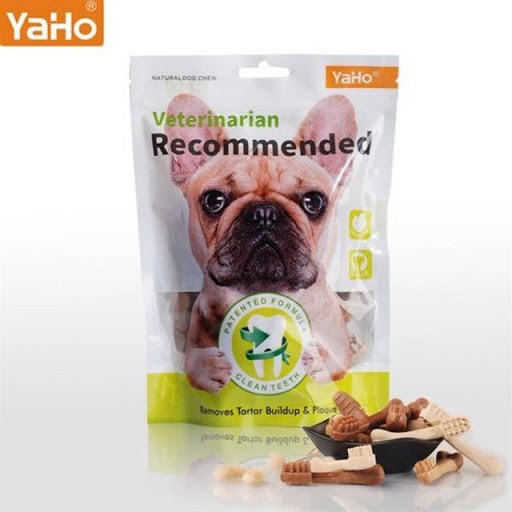 YaHo®
NATURALDOG CHEW
YaHo®
Veterinarian
Recommended
PATENTED FORMULA
CLEAN TEETH
Removes Tartar Buildup & Plaque